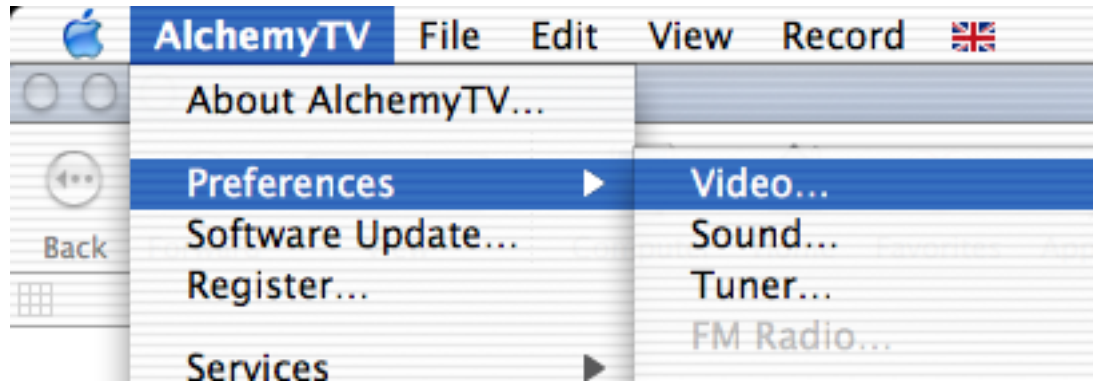 AlchemyTV File Edit View Record
About AlchemyTV...
Preferences
Video...
Back
Software Update...
Sound...
Register...
Tuner...
FM Radio...
Services